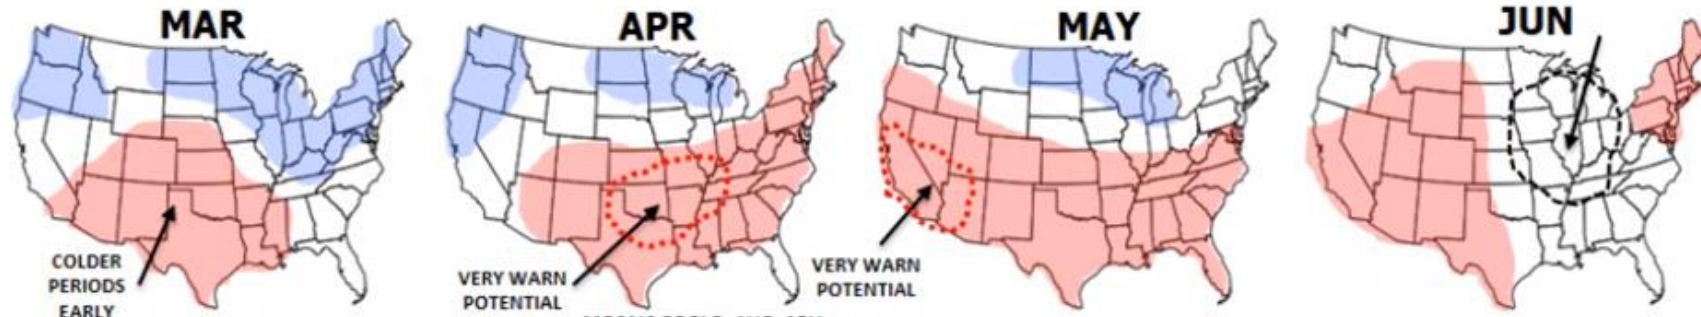 MAR
APR
MAY
JUN
COLDER
PERIODS
EARLY
VERY WARN
POTENTIAL
VERY WARN
POTENTIAL